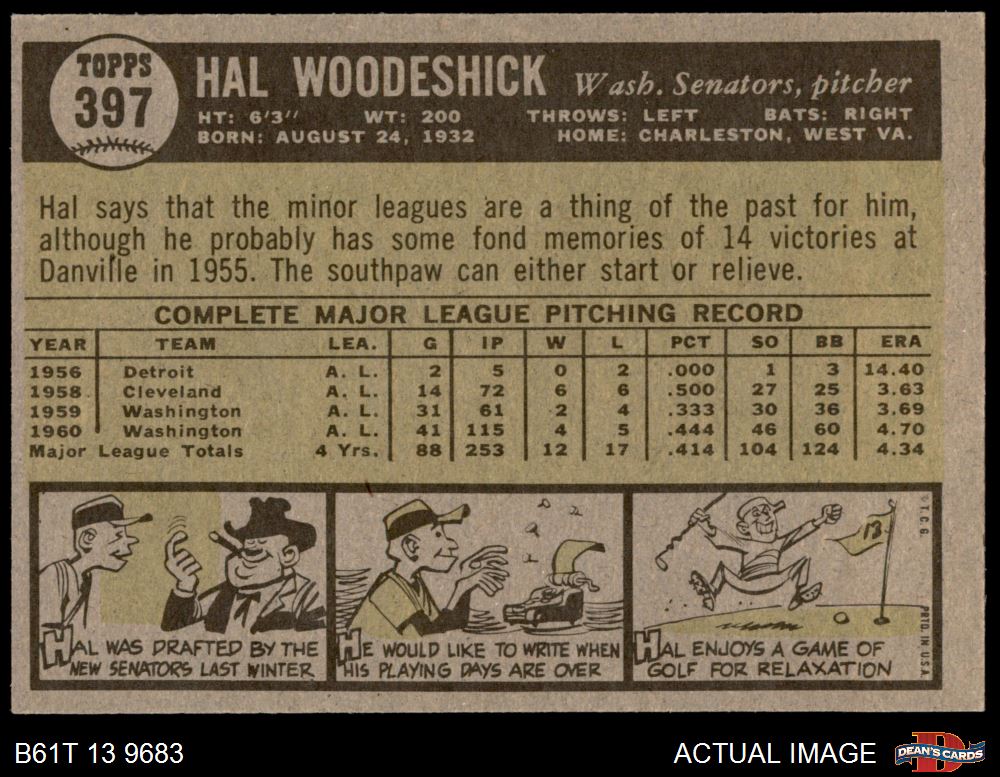 TOPPS
397
HAL WOODESHICK Wash. Senators, pitcher
HT: 6'3" WT: 200 THROWS: LEFT BATS: RIGHT
BORN: AUGUST 24, 1932 HOME: CHARLESTON, WEST VA.
Hal says that the minor leagues are a thing of the past for him,
although he probably has some fond memories of 14 victories at
Danville in 1955. The southpaw can either start or relieve.
COMPLETE MAJOR LEAGUE PITCHING RECORD
YEAR TEAM LEA. G IP W L PCT SO BB ERA
1956 Detroit A. L. 2 5 0 2 .000 1 3 14.40
1958 Cleveland A. L. 14 72 6 6 .500 27 25 3.63
1959 Washington A. L. 31 61 2 4 .333 30 36 3.69
1960 Washington A. L. 41 115 4 5 .444 46 60 4.70
Major League Totals 4 Yrs. 88 253 12 17 .414 104 124 4.34
HAL WAS DRAFTED BY THE
NEW SENATORS LAST WINTER
HE WOULD LIKE TO WRITE WHEN
HIS PLAYING DAYS ARE OVER
13
HAL ENJOYS A GAME OF
GOLF FOR RELAXATION
© T.C.G. PRTD. IN U.S.A.
B61T 13 9683
ACTUAL IMAGE
D
DEAN'S CARDS